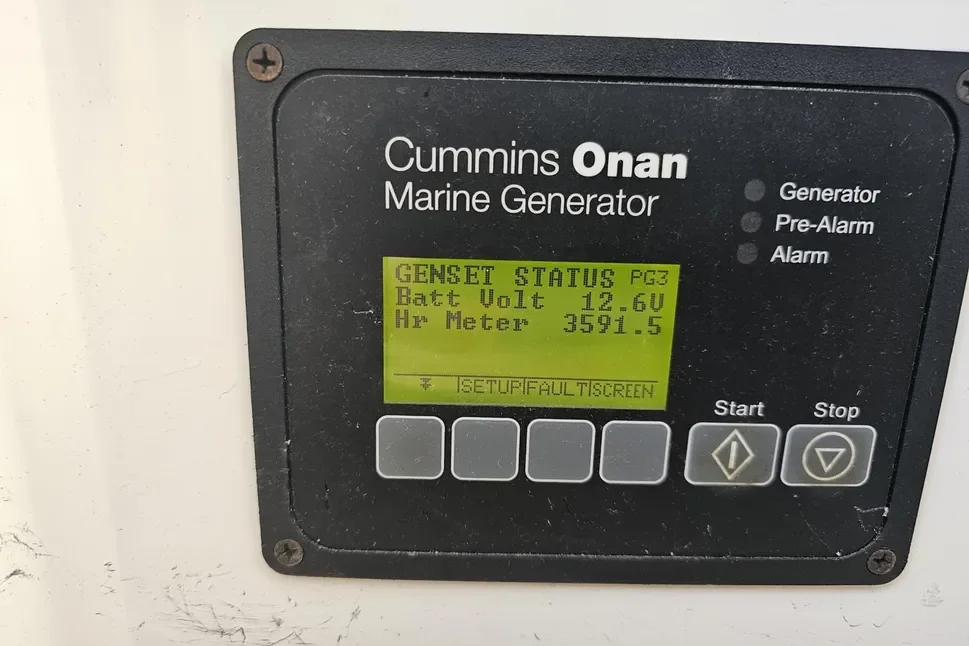 Cummins Onan
Marine Generator
Generator
Pre-Alarm
Alarm
GENSET STATUS PG3
Batt Volt 12.6V
Hr Meter 3591.5
SETUP FAULT SCREEN
Start Stop